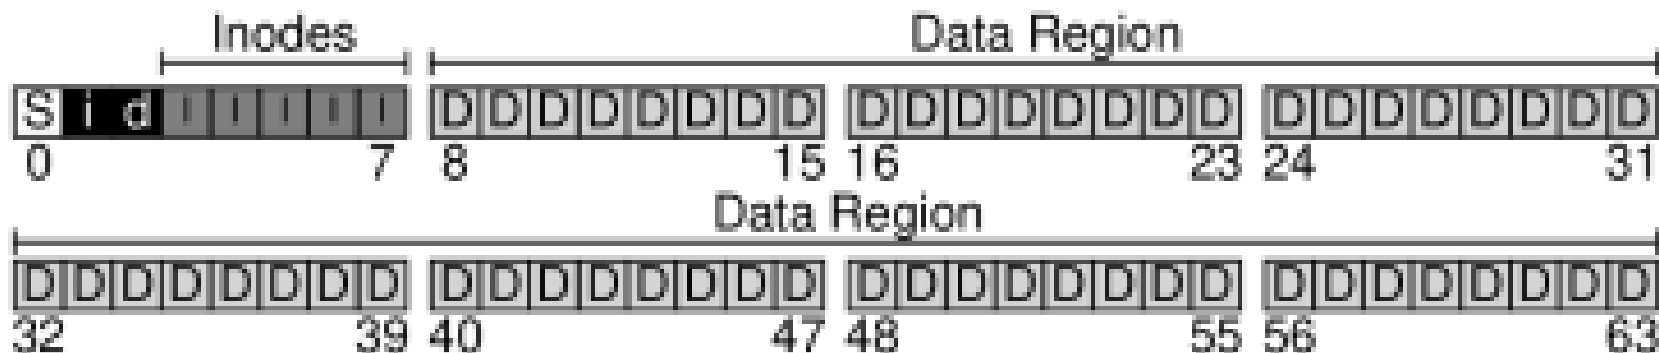 Inodes Data Region
S i d I I I I I D D D D D D D D D D D D D D D D D D D D D D D D
0 7 8 15 16 23 24 31
Data Region
D D D D D D D D D D D D D D D D D D D D D D D D D D D D D D D D
32 39 40 47 48 55 56 63